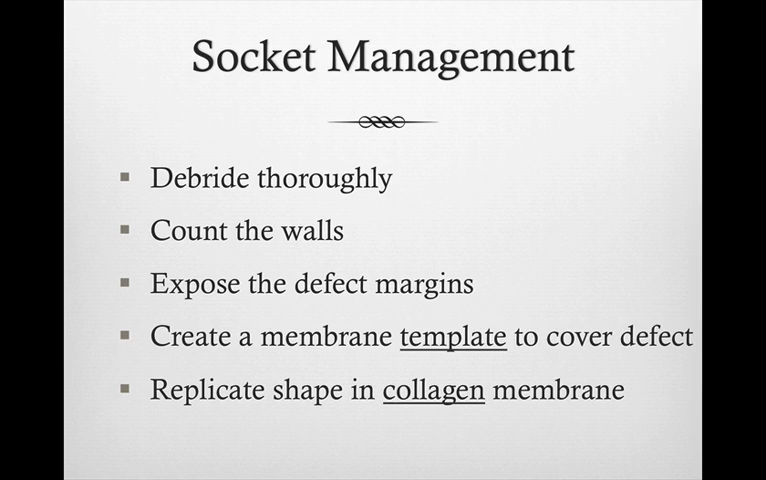 Socket Management
Debride thoroughly
Count the walls
Expose the defect margins
Create a membrane template to cover defect
Replicate shape in collagen membrane